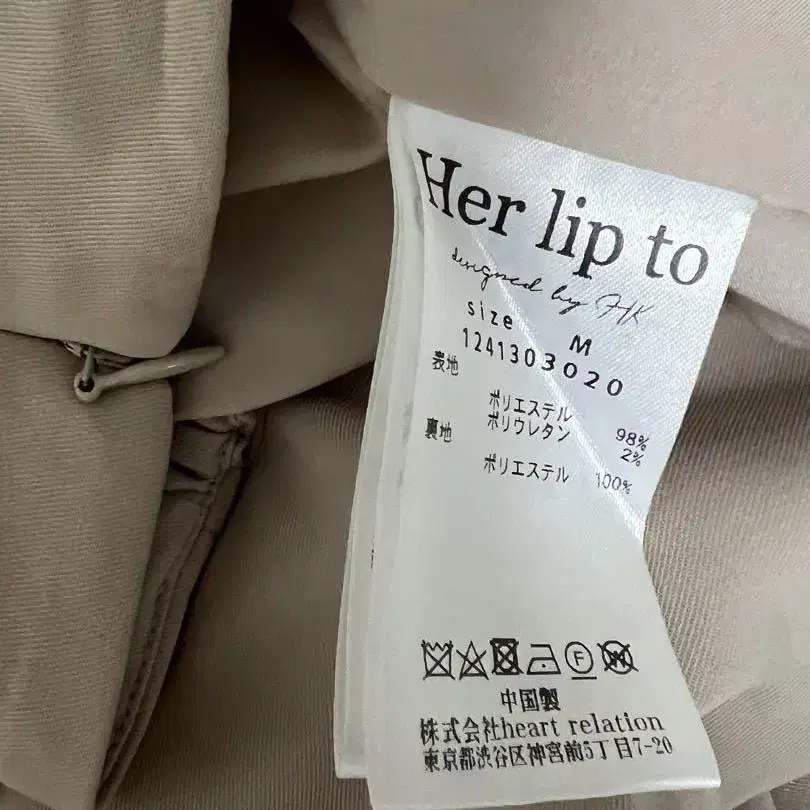 Her lip to
designed by HK
size M
1241303020
表地
ポリエステル 98%
ポリウレタン 2%
裏地
ポリエステル 100%
F W
中国製
株式会社heart relation
東京都渋谷区神宮前5丁目7-20